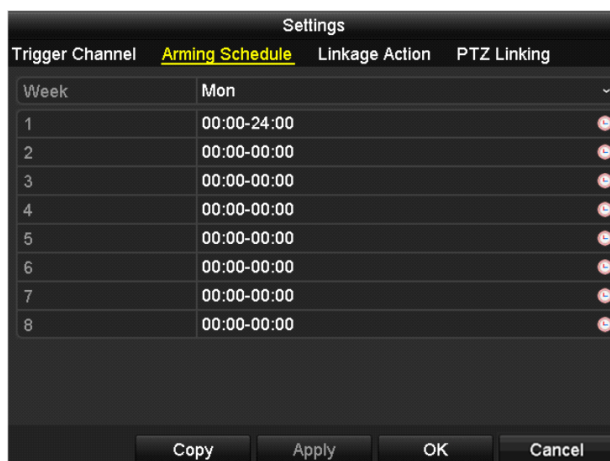 Settings
Trigger Channel Arming Schedule Linkage Action PTZ Linking
Week Mon
1 00:00-24:00
2 00:00-00:00
3 00:00-00:00
4 00:00-00:00
5 00:00-00:00
6 00:00-00:00
7 00:00-00:00
8 00:00-00:00
Copy Apply OK Cancel